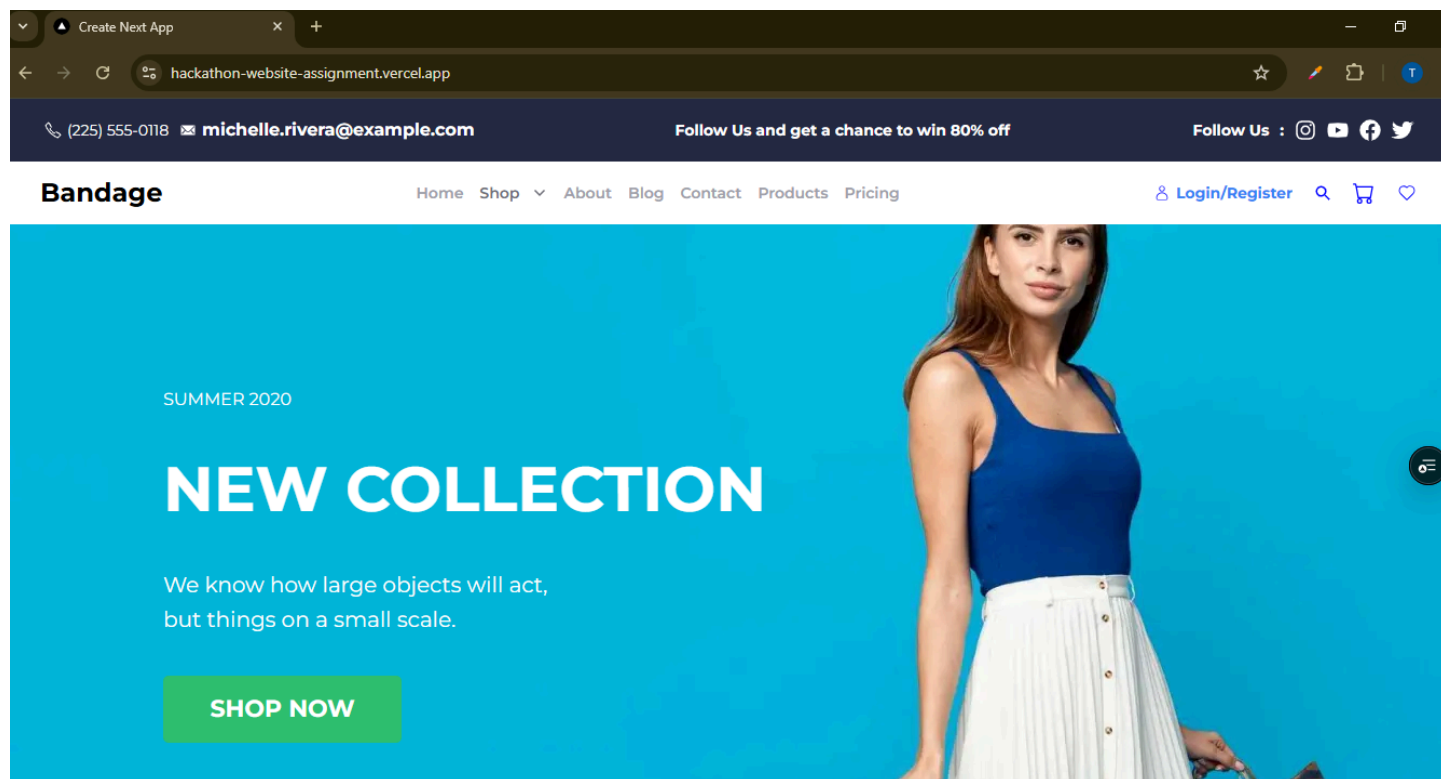 Create Next App
hackathon-website-assignment.vercel.app
T
(225) 555-0118 michelle.rivera@example.com Follow Us and get a chance to win 80% off Follow Us :
Bandage Home Shop About Blog Contact Products Pricing Login/Register
SUMMER 2020
NEW COLLECTION
We know how large objects will act,
but things on a small scale.
SHOP NOW